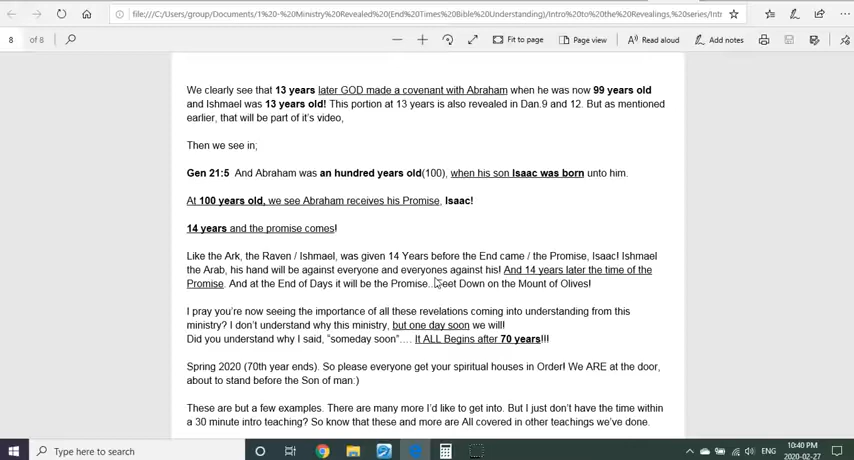 file:///C:/Users/group/Documents/1%20-%20Ministry%20Revealed%20(End%20Times%20Bible%20Understanding)/Intro%20to%20the%20Revealings,%20series/Intr
8 of 8
Fit to page
Page view
Read aloud
Add notes
We clearly see that 13 years later GOD made a covenant with Abraham when he was now 99 years old
and Ishmael was 13 years old! This portion at 13 years is also revealed in Dan.9 and 12. But as mentioned
earlier, that will be part of it's video,
Then we see in;
Gen 21:5 And Abraham was an hundred years old(100), when his son Isaac was born unto him.
At 100 years old, we see Abraham receives his Promise, Isaac!
14 years and the promise comes!
Like the Ark, the Raven / Ishmael, was given 14 Years before the End came / the Promise, Isaac! Ishmael
the Arab, his hand will be against everyone and everyones against his! And 14 years later the time of the
Promise. And at the End of Days it will be the Promise.. eet Down on the Mount of Olives!
I pray you're now seeing the importance of all these revelations coming into understanding from this
ministry? I don't understand why this ministry, but one day soon we will!
Did you understand why I said, "someday soon".... It ALL Begins after 70 years!!!
Spring 2020 (70th year ends). So please everyone get your spiritual houses in Order! We ARE at the door,
about to stand before the Son of man:)
These are but a few examples. There are many more I'd like to get into. But I just don't have the time within
a 30 minute intro teaching? So know that these and more are All covered in other teachings we've done.
Type here to search
ENG
10:40 PM
2020-02-27